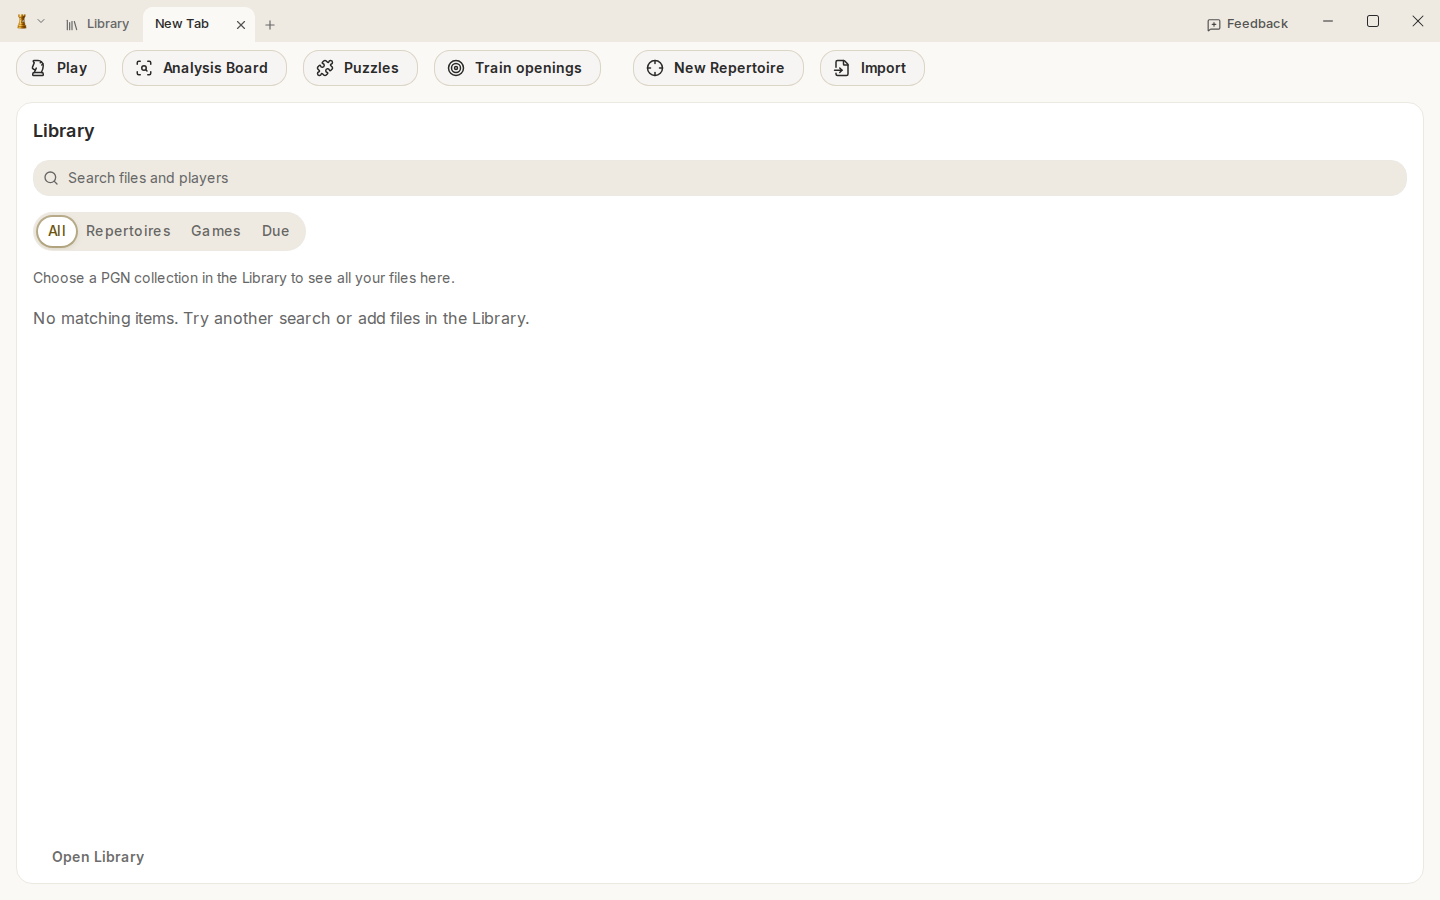 Library
New Tab
Feedback
Play
Analysis Board
Puzzles
Train openings
New Repertoire
Import
Library
Search files and players
All
Repertoires
Games
Due
Choose a PGN collection in the Library to see all your files here.
No matching items. Try another search or add files in the Library.
Open Library